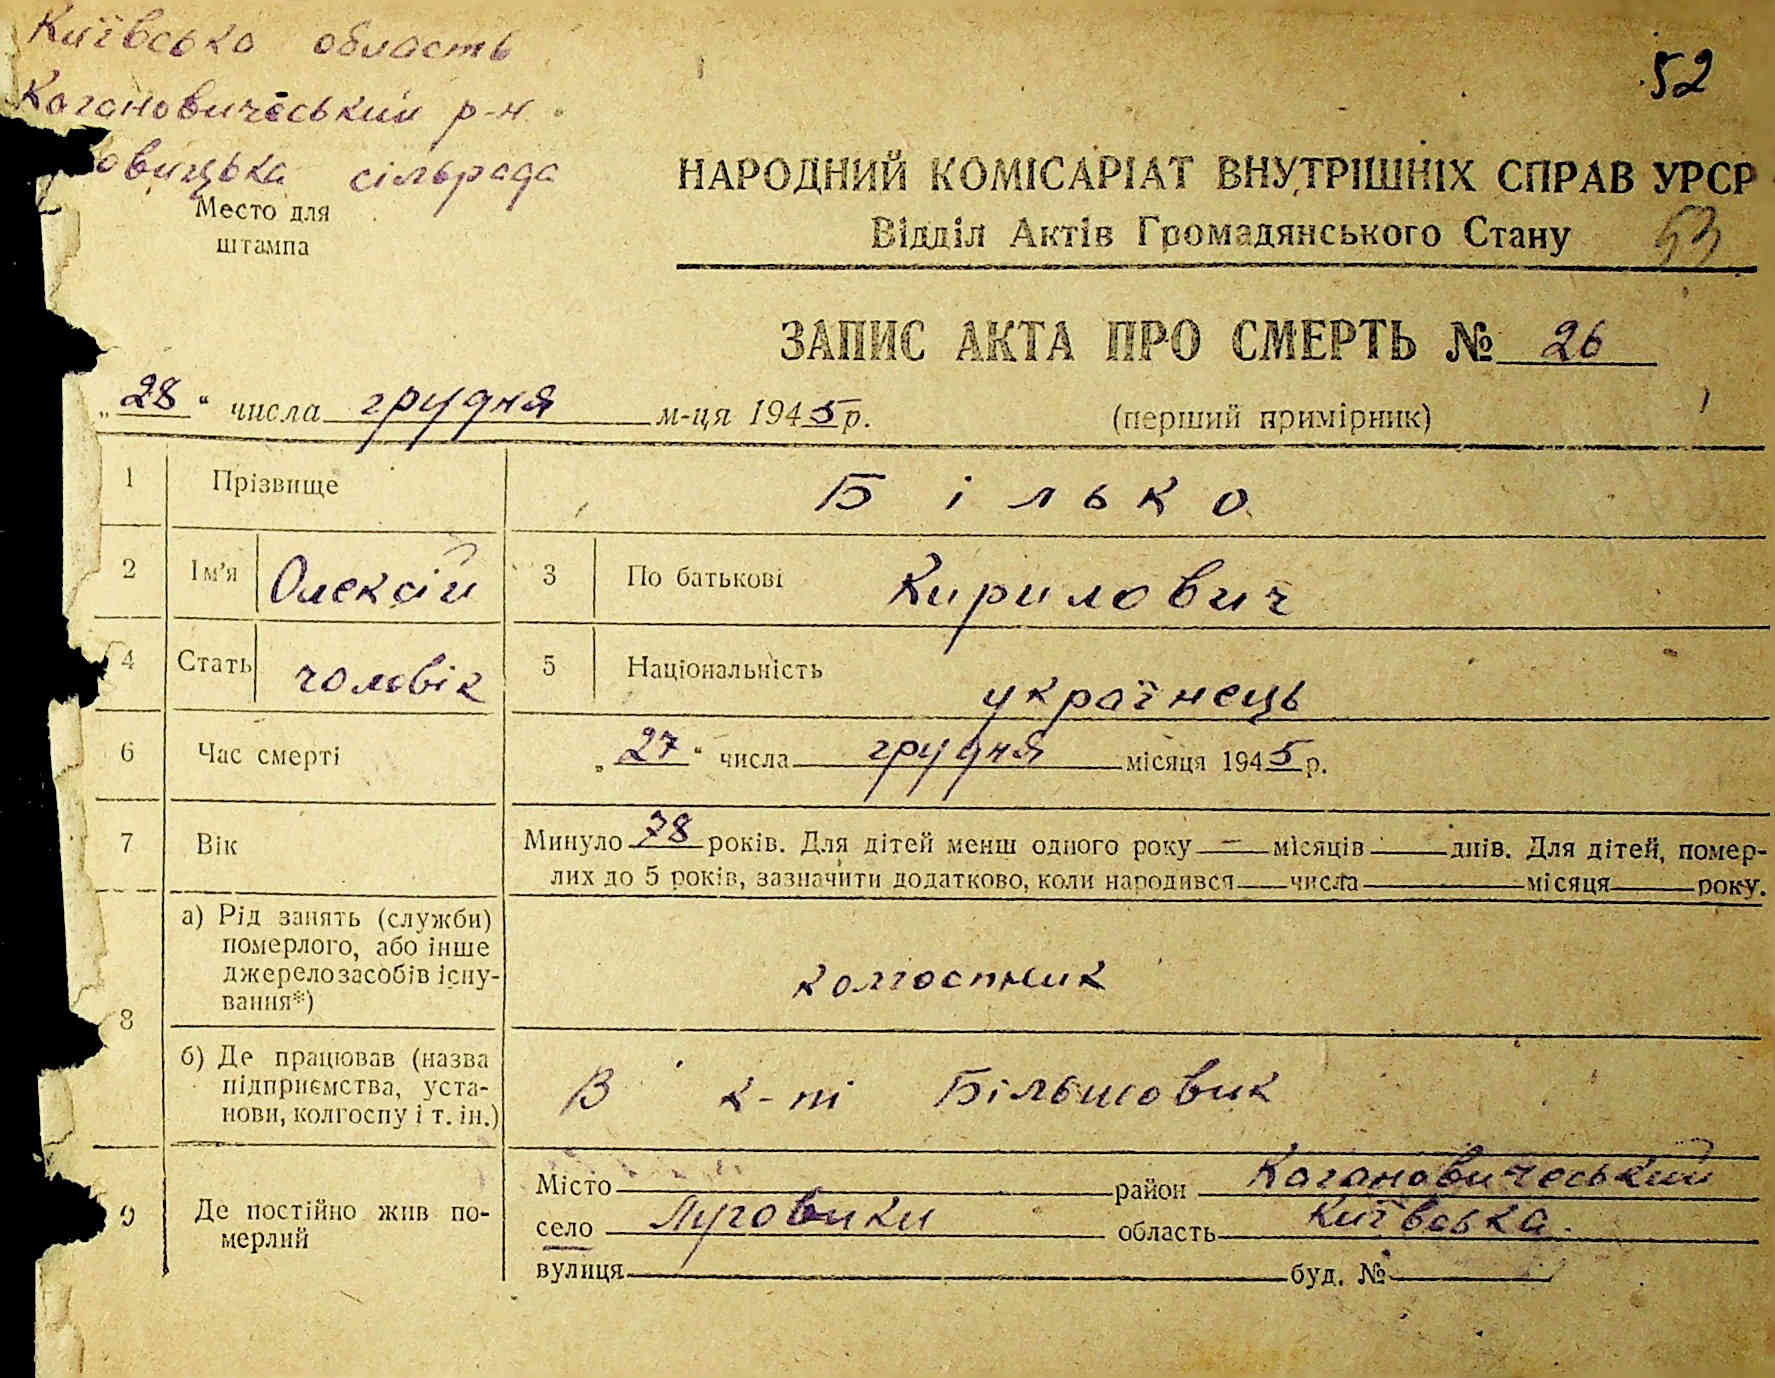 Київська область
52
Кагановичеський р-н.
овицька сільрада
НАРОДНИЙ КОМІСАРІАТ ВНУТРІШНІХ СПРАВ УРСР
Место для
штампа
Відділ Актів Громадянського Стану 53
ЗАПИС АКТА ПРО СМЕРТЬ № 26
„28“ числа грудня м-ця 1945 р. (перший примірник)
1 Прізвище Білько
2 Ім’я Олексій 3 По батькові Кирилович
4 Стать чоловік 5 Національність українець
6 Час смерті „27“ числа грудня місяця 1945 р.
7 Вік Минуло 78 років. Для дітей менш одного року — місяців — днів. Для дітей, помер-
лих до 5 років, зазначити додатково, коли народився — числа — місяця — року.
8 а) Рід занять (служби)
померлого, або інше
джерело засобів існу-
вання*)
колгоспник
б) Де працював (назва
підприємства, уста-
нови, колгоспу і т. ін.)
В к-пі Більшовик
9 Де постійно жив по-
мерлий
Місто район Кагановичеський
село Луговики область Київська.
вулиця буд. №